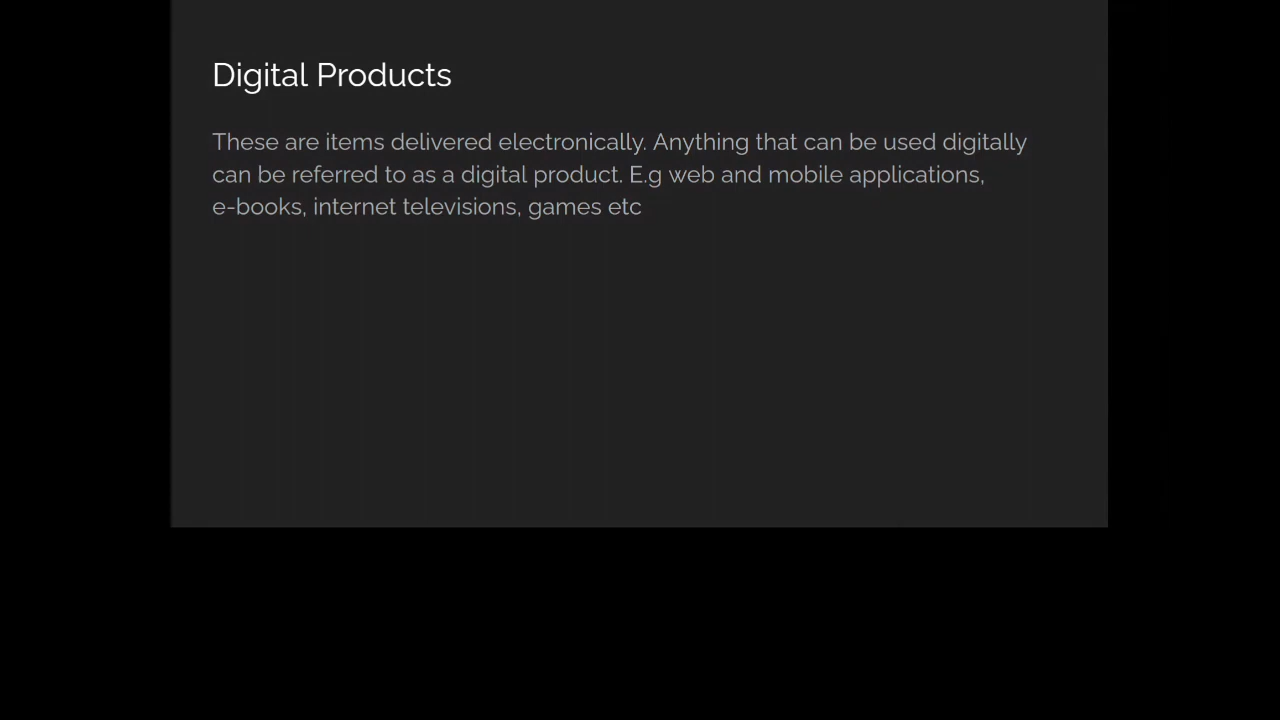 Digital Products
These are items delivered electronically. Anything that can be used digitally
can be referred to as a digital product. E.g web and mobile applications,
e-books, internet televisions, games etc